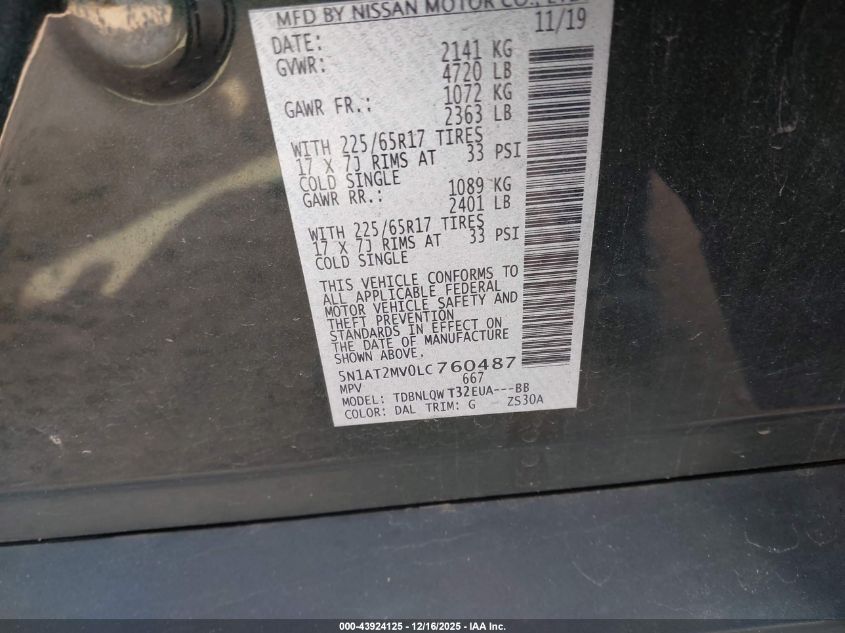 MFD BY NISSAN MOTOR CO.,
DATE: 11/19
GVWR: 2141 KG
4720 LB
GAWR FR.: 1072 KG
2363 LB
WITH 225/65R17 TIRES
17 X 7J RIMS AT 33 PSI
COLD SINGLE
GAWR RR.: 1089 KG
2401 LB
WITH 225/65R17 TIRES
17 X 7J RIMS AT 33 PSI
COLD SINGLE
THIS VEHICLE CONFORMS TO
ALL APPLICABLE FEDERAL
MOTOR VEHICLE SAFETY AND
THEFT PREVENTION
STANDARDS IN EFFECT ON
THE DATE OF MANUFACTURE
SHOWN ABOVE.
5N1AT2MV0LC760487
MPV 667
MODEL: TDBNLQWT32EUA---BB
COLOR: DAL TRIM: G ZS30A
000-43924125 - 12/16/2025 - IAA Inc.